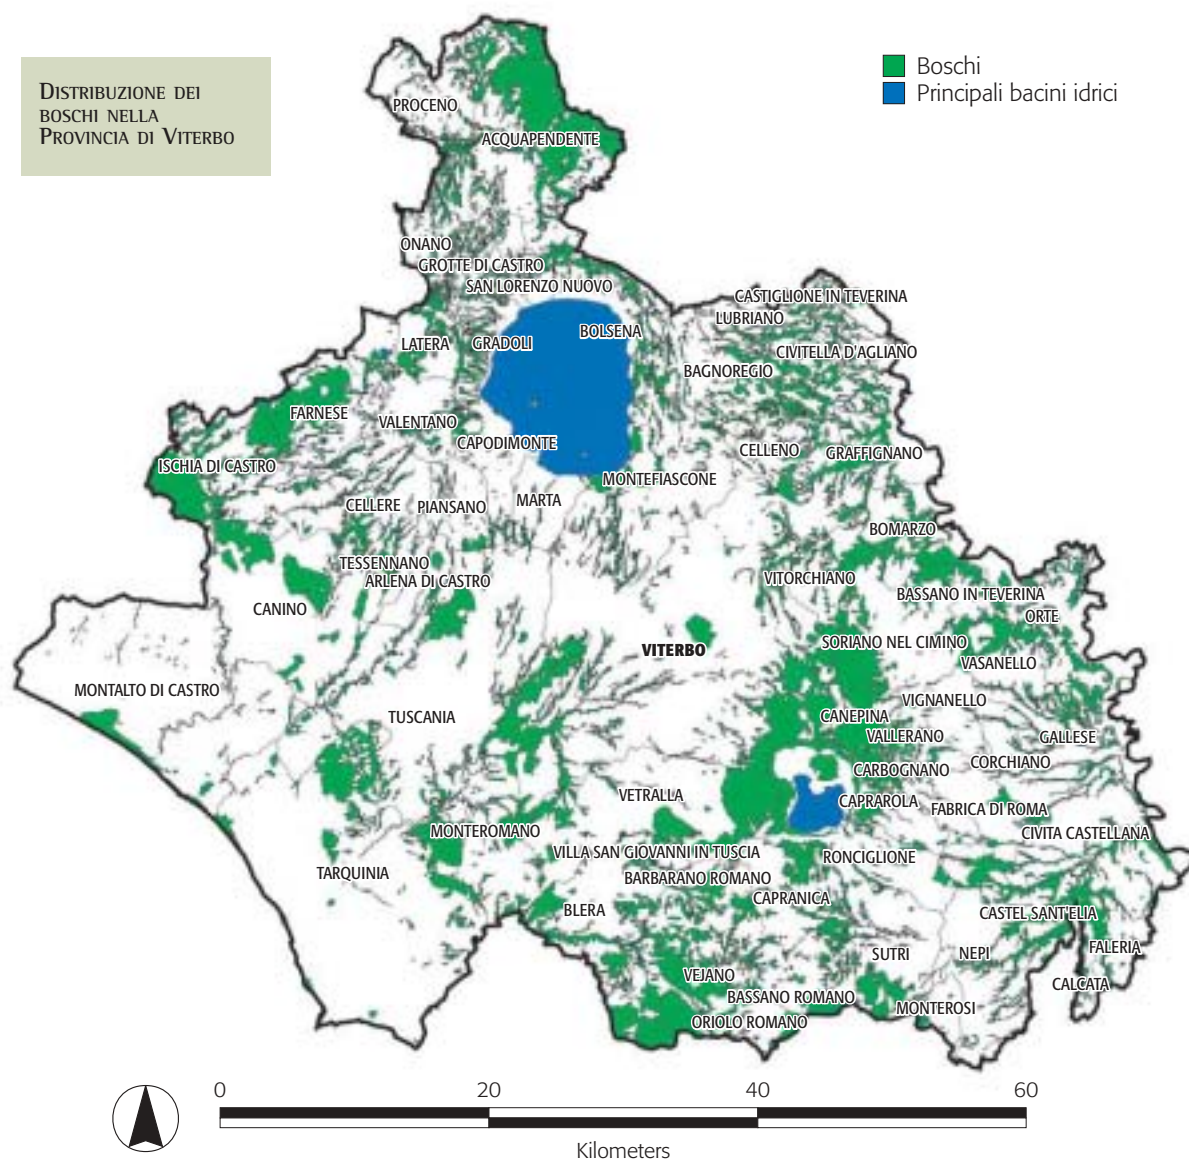 DISTRIBUZIONE DEI
BOSCHI NELLA
PROVINCIA DI VITERBO
Boschi
Principali bacini idrici
PROCENO
ACQUAPENDENTE
ONANO
GROTTE DI CASTRO
SAN LORENZO NUOVO
CASTIGLIONE IN TEVERINA
LUBRIANO
BOLSENA
LATERA
GRADOLI
CIVITELLA D'AGLIANO
BAGNOREGIO
FARNESE
VALENTANO
CAPODIMONTE
CELLENO
GRAFFIGNANO
ISCHIA DI CASTRO
MONTEFIASCONE
CELLERE
PIANSANO
MARTA
BOMARZO
TESSENNANO
ARLENA DI CASTRO
VITORCHIANO
BASSANO IN TEVERINA
CANINO
ORTE
VITERBO
SORIANO NEL CIMINO
VASANELLO
MONTALTO DI CASTRO
VIGNANELLO
TUSCANIA
CANEPINA
VALLERANO
GALLESE
CORCHIANO
CARBOGNANO
VETRALLA
CAPRAROLA
FABRICA DI ROMA
MONTEROMANO
CIVITA CASTELLANA
VILLA SAN GIOVANNI IN TUSCIA
RONCIGLIONE
TARQUINIA
BARBARANO ROMANO
CAPRANICA
BLERA
CASTEL SANT'ELIA
SUTRI
NEPI
FALERIA
VEJANO
CALCATA
BASSANO ROMANO
MONTEROSI
ORIOLO ROMANO
0 20 40 60
Kilometers